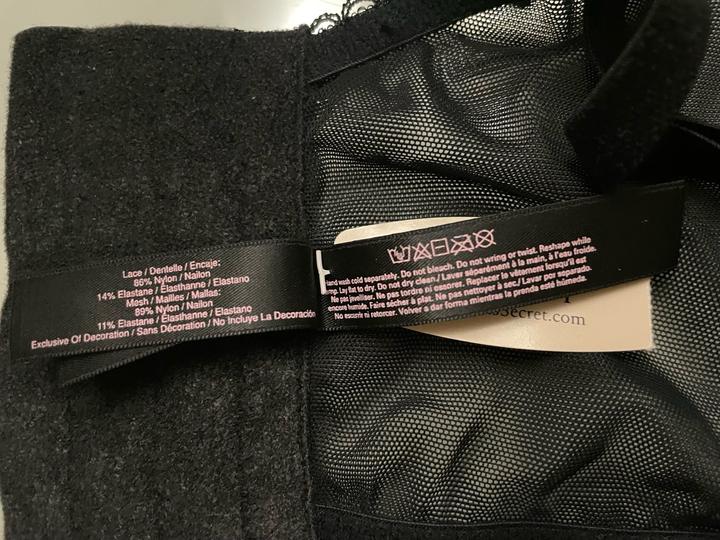 Lace / Dentelle / Encaje:
86% Nylon / Nailon
14% Elastane / Élasthanne / Elastano
Mesh / Mailles / Mallas:
89% Nylon / Nailon
11% Elastane / Élasthanne / Elastano
Exclusive Of Decoration / Sans Décoration / No Incluye La Decoración
and wash cold separately. Do not bleach. Do not wring or twist. Reshape while
mp. Lay flat to dry. Do not dry clean./ Laver séparément à la main, à l'eau froide.
Ne pas javelliser. Ne pas tordre ni essorer. Replacer le vêtement lorsqu'il est
encore humide. Faire sécher à plat. Ne pas nettoyer à sec./ Lavar por separado.
No escurrir ni retorcer. Volver a dar forma mientras la prenda esté húmeda.
sSecret.com